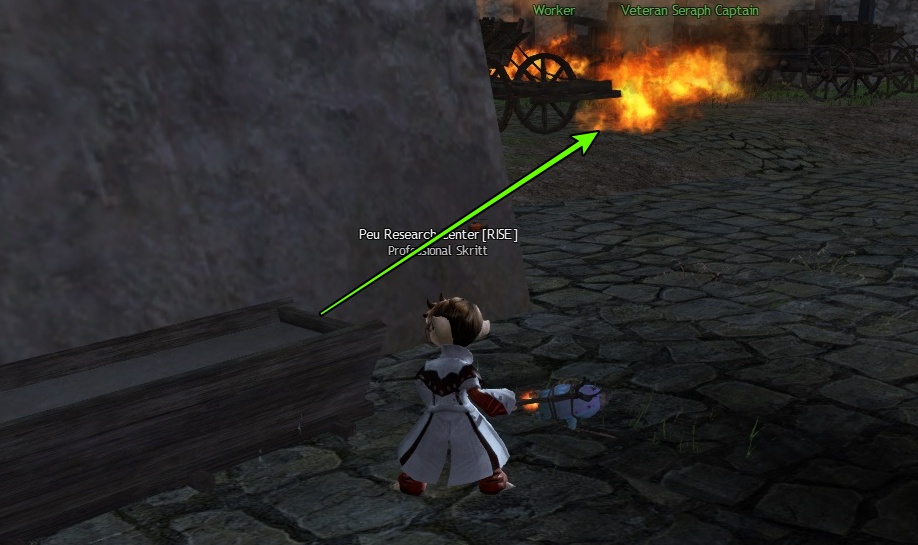 Worker
Veteran Seraph Captain
Peu Research Center [RISE]
Professional Skritt